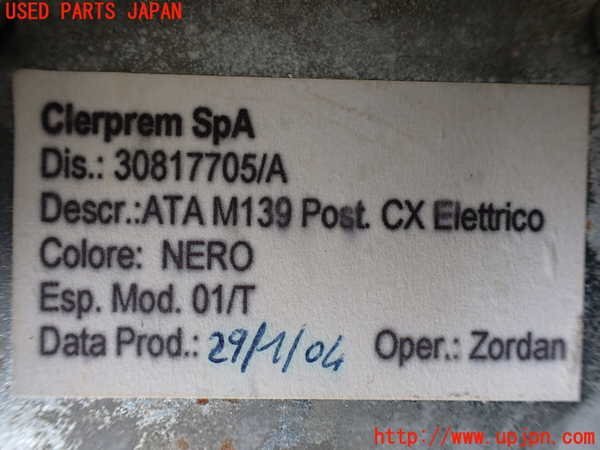 USED PARTS JAPAN
Clerprem SpA
Dis.: 30817705/A
Descr.:ATA M139 Post. CX Elettrico
Colore: NERO
Esp. Mod. 01/T
Data Prod.: 29/1/04 Oper.: Zordan
http://www.upjpn.com/